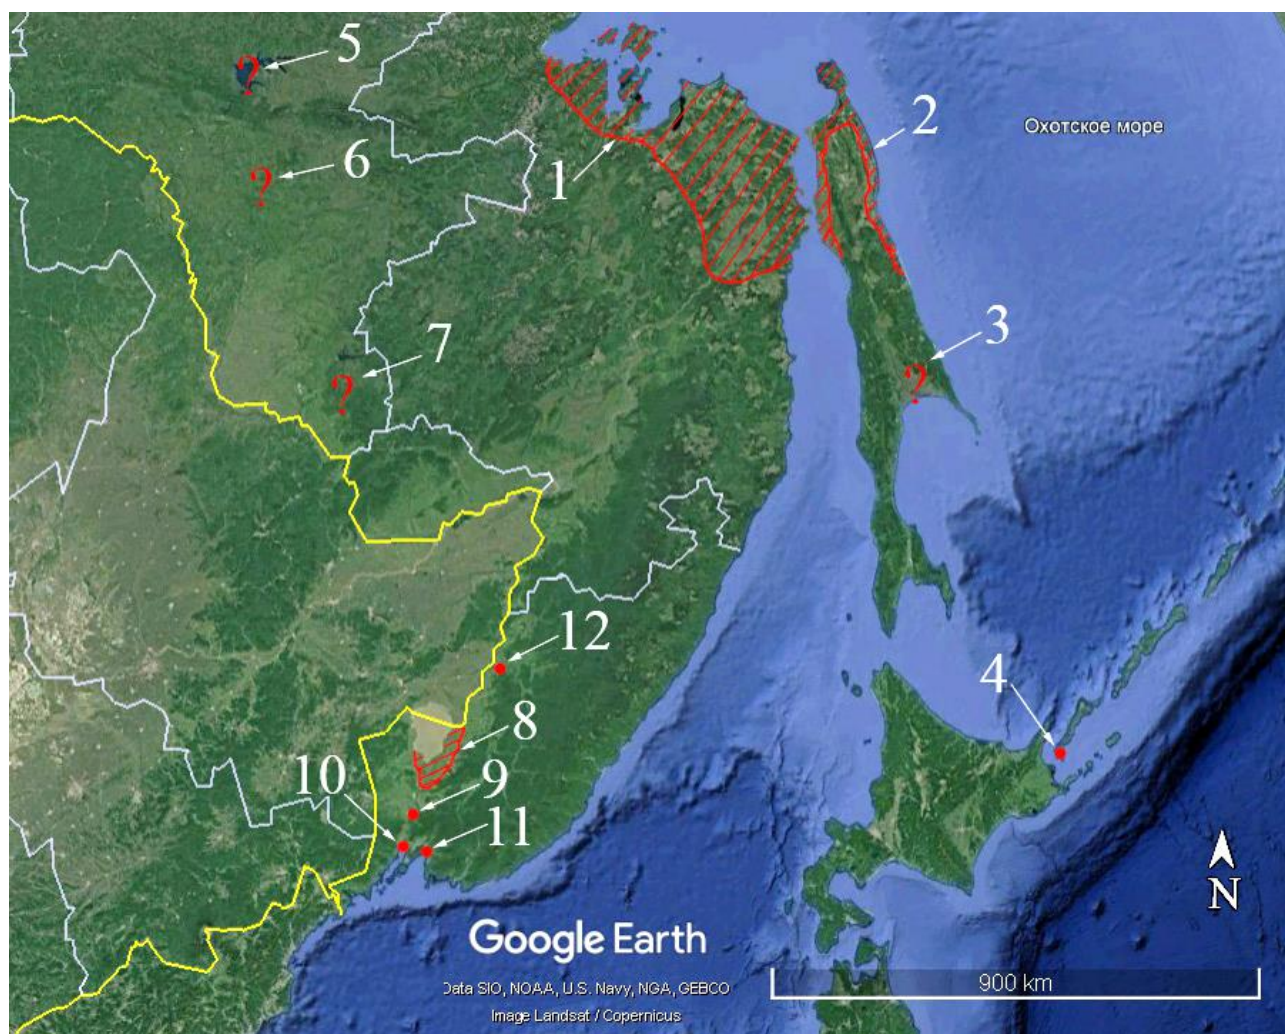 5
2
Охотское море
?
6
1
?
3
7
?
?
12
4
8
10
9
11
N
Google Earth
Data SIO, NOAA, U.S. Navy, NGA, GEBCO
Image Landsat / Copernicus
900 km